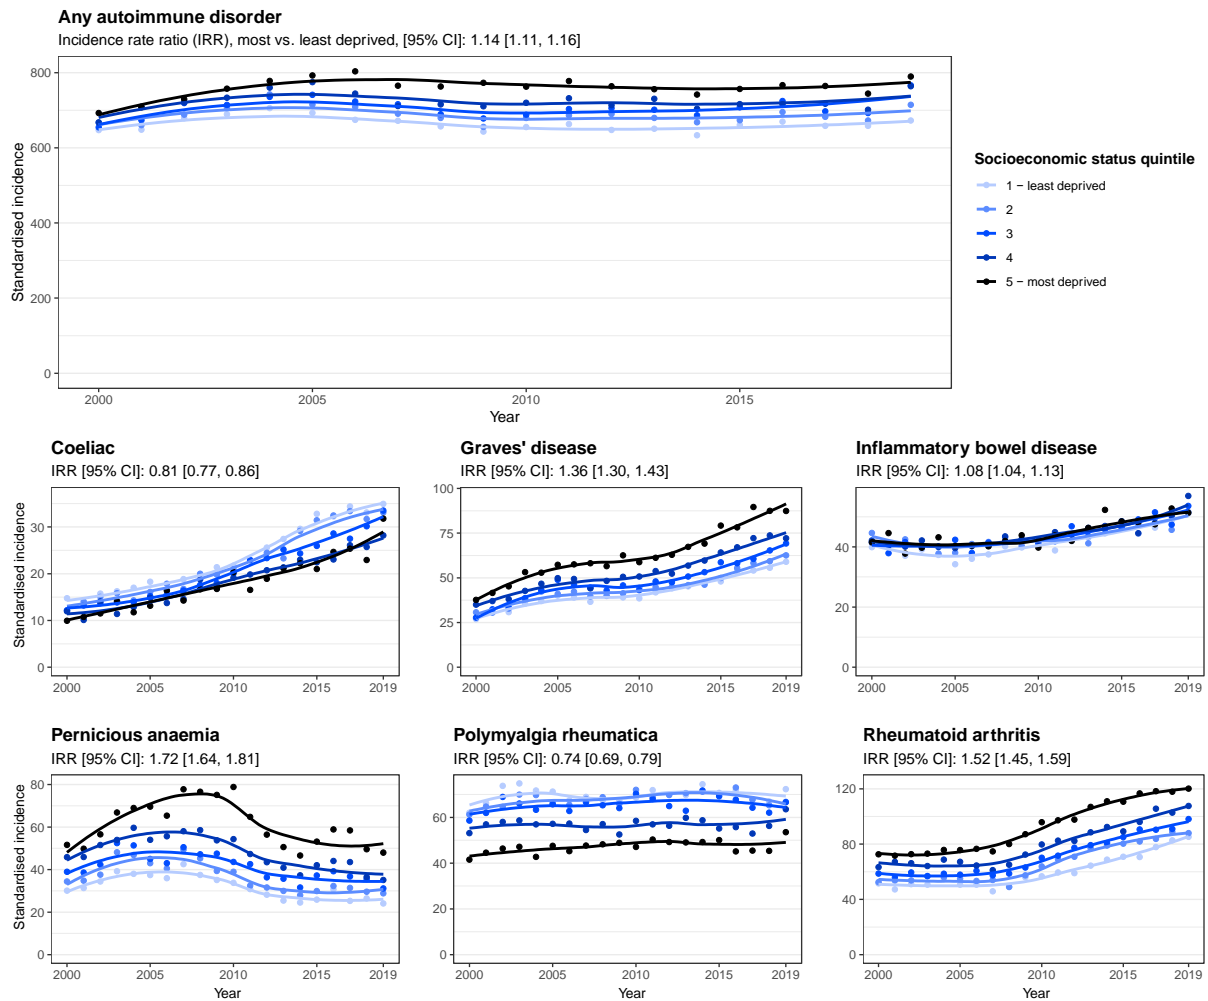 Any autoimmune disorder
Incidence rate ratio (IRR), most vs. least deprived, [95% CI]: 1.14 [1.11, 1.16]
Standardised incidence
800
600
400
200
0
2000
2005
2010
2015
Year
Socioeconomic status quintile
1 − least deprived
2
3
4
5 − most deprived
Coeliac
IRR [95% CI]: 0.81 [0.77, 0.86]
Standardised incidence
30
20
10
0
2000
2005
2010
2015
2019
Graves' disease
IRR [95% CI]: 1.36 [1.30, 1.43]
100
75
50
25
0
2000
2005
2010
2015
2019
Inflammatory bowel disease
IRR [95% CI]: 1.08 [1.04, 1.13]
40
20
0
2000
2005
2010
2015
2019
Pernicious anaemia
IRR [95% CI]: 1.72 [1.64, 1.81]
Standardised incidence
80
60
40
20
0
2000
2005
2010
2015
2019
Year
Polymyalgia rheumatica
IRR [95% CI]: 0.74 [0.69, 0.79]
60
40
20
0
2000
2005
2010
2015
2019
Year
Rheumatoid arthritis
IRR [95% CI]: 1.52 [1.45, 1.59]
120
80
40
0
2000
2005
2010
2015
2019
Year